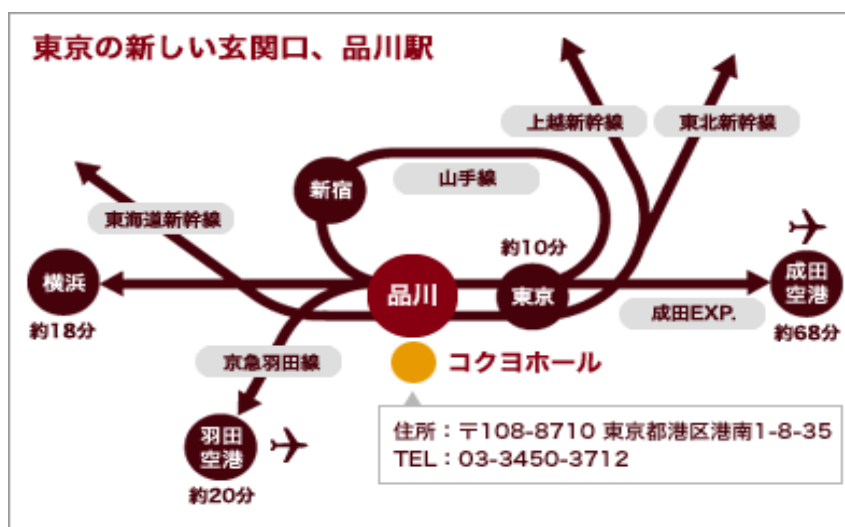 東京の新しい玄関口、品川駅
上越新幹線
東北新幹線
新宿
山手線
東海道新幹線
約10分
横浜
品川
東京
成田
空港
約18分
成田EXP.
約68分
京急羽田線
コクヨホール
羽田
空港
住所：〒108-8710 東京都港区港南1-8-35
TEL：03-3450-3712
約20分